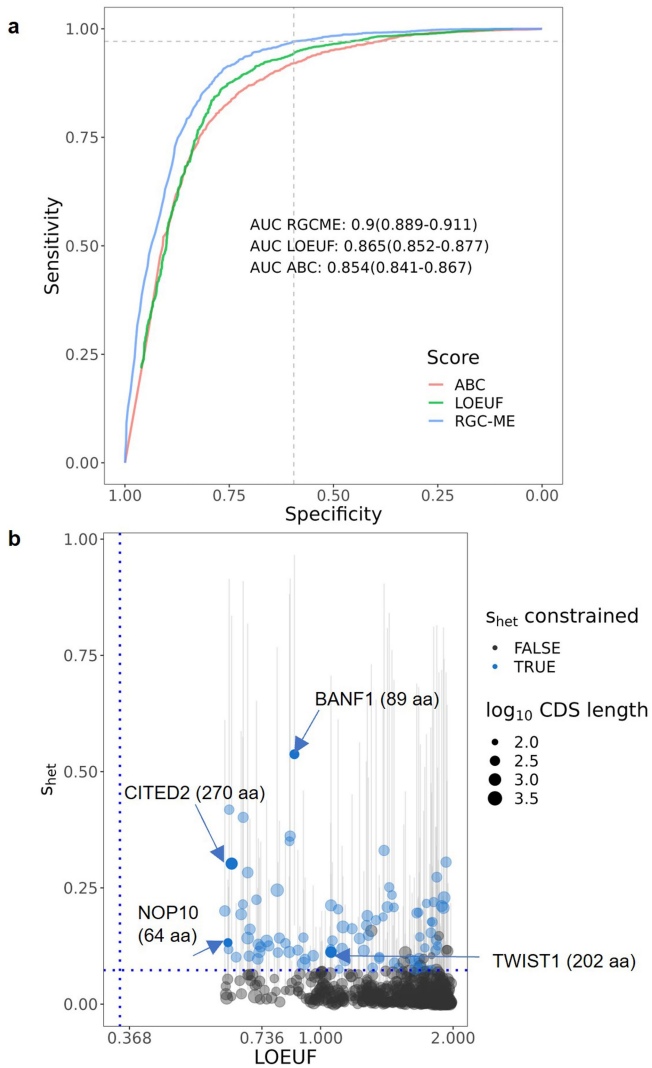 a
1.00
0.75
0.50
0.25
0.00
Sensitivity
AUC RGCME: 0.9(0.889-0.911)
AUC LOEUF: 0.865(0.852-0.877)
AUC ABC: 0.854(0.841-0.867)
Score
ABC
LOEUF
RGC-ME
1.00 0.75 0.50 0.25 0.00
Specificity
b
1.00
0.75
0.50
0.25
0.00
shet
BANF1 (89 aa)
CITED2 (270 aa)
NOP10
(64 aa)
TWIST1 (202 aa)
0.368 0.736 1.000 2.000
LOEUF
shet constrained
FALSE
TRUE
log10 CDS length
2.0
2.5
3.0
3.5